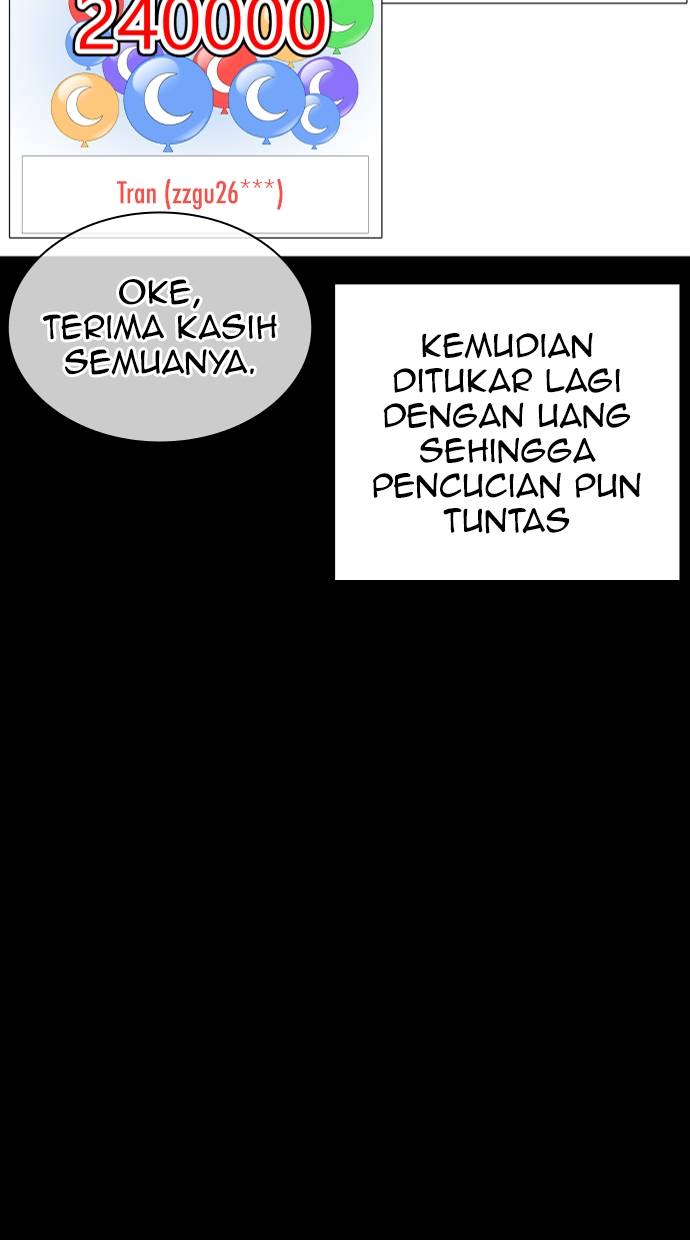 240000
Tran (zzgu26***)
OKE,
TERIMA KASIH
SEMUANYA.
KEMUDIAN
DITUKAR LAGI
DENGAN UANG
SEHINGGA
PENCUCIAN PUN
TUNTAS